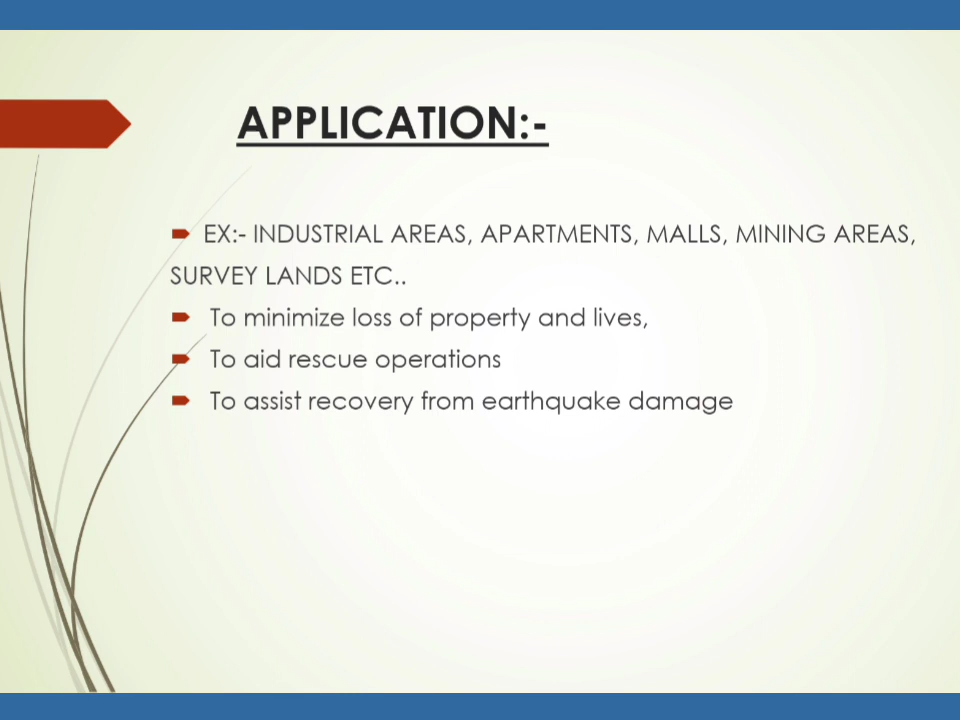 APPLICATION:-
EX:- INDUSTRIAL AREAS, APARTMENTS, MALLS, MINING AREAS,
SURVEY LANDS ETC..
To minimize loss of property and lives,
To aid rescue operations
To assist recovery from earthquake damage